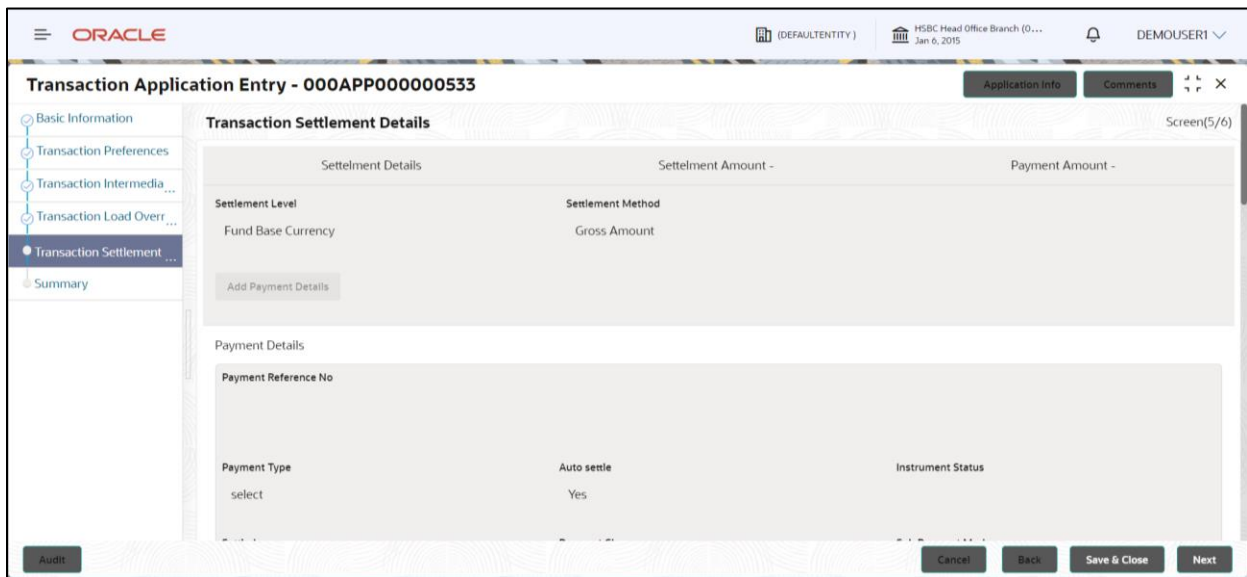 ORACLE
(DEFAULTENTITY)
HSBC Head Office Branch (0...
Jan 6, 2015
DEMOUSER1
Transaction Application Entry - 000APP000000533
Application Info
Comments
Basic Information
Transaction Preferences
Transaction Intermedia...
Transaction Load Overr...
Transaction Settlement...
Summary
Transaction Settlement Details
Screen(5/6)
Settelment Details
Settelment Amount -
Payment Amount -
Settlement Level
Settlement Method
Fund Base Currency
Gross Amount
Add Payment Details
Payment Details
Payment Reference No
Payment Type
Auto settle
Instrument Status
select
Yes
Audit
Cancel
Back
Save & Close
Next